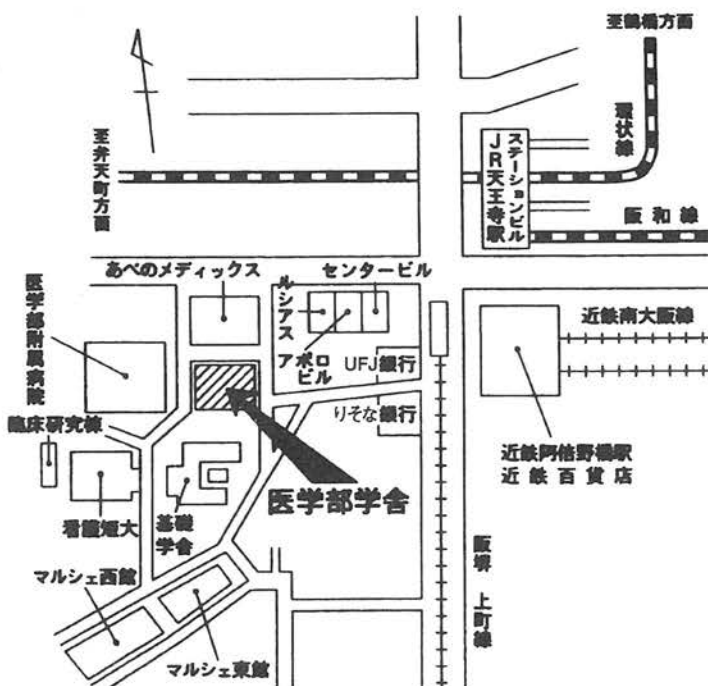 至鶴橋方面
環状線
至弁天町方面
ステーションビル
JR天王寺駅
阪和線
あべのメディックス
ルシアス
センタービル
アポロビル
医学部附属病院
近鉄南大阪線
UFJ銀行
りそな銀行
臨床研究棟
近鉄阿倍野橋駅
近鉄百貨店
医学部学舎
看護短大
基礎学舎
阪堺 上町線
マルシェ西館
マルシェ東館